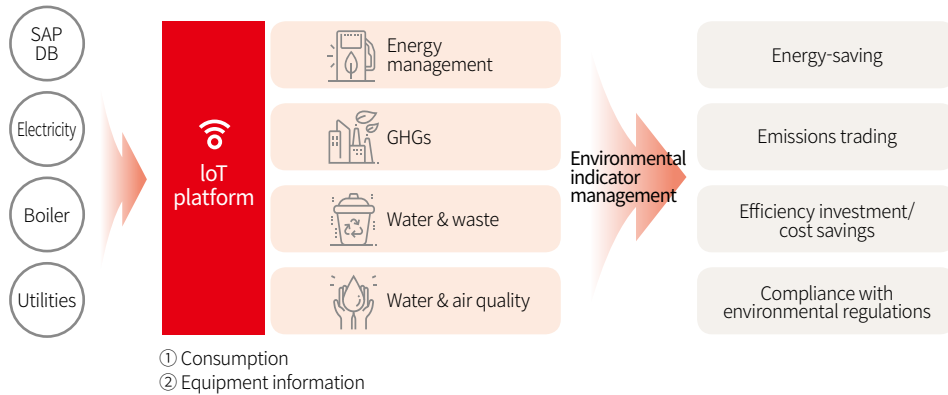 SAP
DB
Electricity
Boiler
Utilities
IoT
platform
Energy
management
GHGs
Water & waste
Water & air quality
① Consumption
② Equipment information
Environmental
indicator
management
Energy-saving
Emissions trading
Efficiency investment/
cost savings
Compliance with
environmental regulations